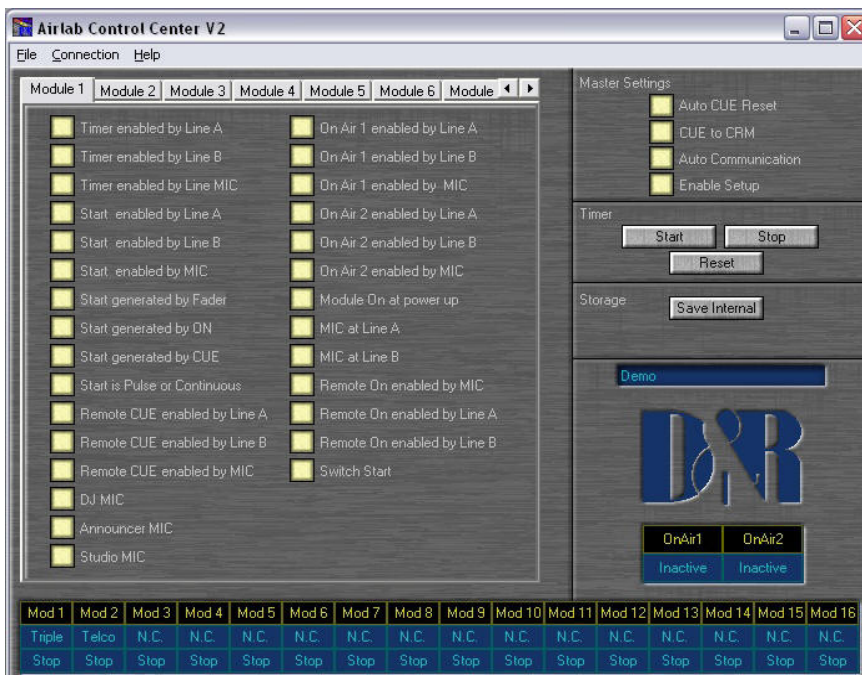 Airlab Control Center V2
File Connection Help
Module 1 Module 2 Module 3 Module 4 Module 5 Module 6 Module
Timer enabled by Line A
Timer enabled by Line B
Timer enabled by Line MIC
Start enabled by Line A
Start enabled by Line B
Start enabled by MIC
Start generated by Fader
Start generated by ON
Start generated by CUE
Start is Pulse or Continuous
Remote CUE enabled by Line A
Remote CUE enabled by Line B
Remote CUE enabled by MIC
DJ MIC
Announcer MIC
Studio MIC
On Air 1 enabled by Line A
On Air 1 enabled by Line B
On Air 1 enabled by MIC
On Air 2 enabled by Line A
On Air 2 enabled by Line B
On Air 2 enabled by MIC
Module On at power up
MIC at Line A
MIC at Line B
Remote On enabled by MIC
Remote On enabled by Line A
Remote On enabled by Line B
Switch Start
Master Settings
Auto CUE Reset
CUE to CRM
Auto Communication
Enable Setup
Timer
Start Stop
Reset
Storage
Save Internal
Demo
D&R
OnAir1 OnAir2
Inactive Inactive
Mod 1 Mod 2 Mod 3 Mod 4 Mod 5 Mod 6 Mod 7 Mod 8 Mod 9 Mod 10 Mod 11 Mod 12 Mod 13 Mod 14 Mod 15 Mod 16
Triple Telco N.C. N.C. N.C. N.C. N.C. N.C. N.C. N.C. N.C. N.C. N.C. N.C. N.C. N.C.
Stop Stop Stop Stop Stop Stop Stop Stop Stop Stop Stop Stop Stop Stop Stop Stop